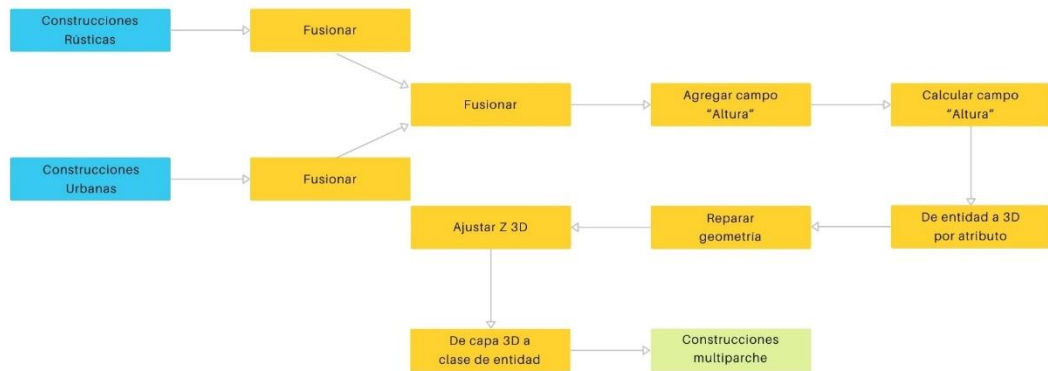 Construcciones
Rústicas
Fusionar
Fusionar
Agregar campo
“Altura”
Calcular campo
“Altura”
Construcciones
Urbanas
Fusionar
De entidad a 3D
por atributo
Reparar
geometría
Ajustar Z 3D
De capa 3D a
clase de entidad
Construcciones
multiparche